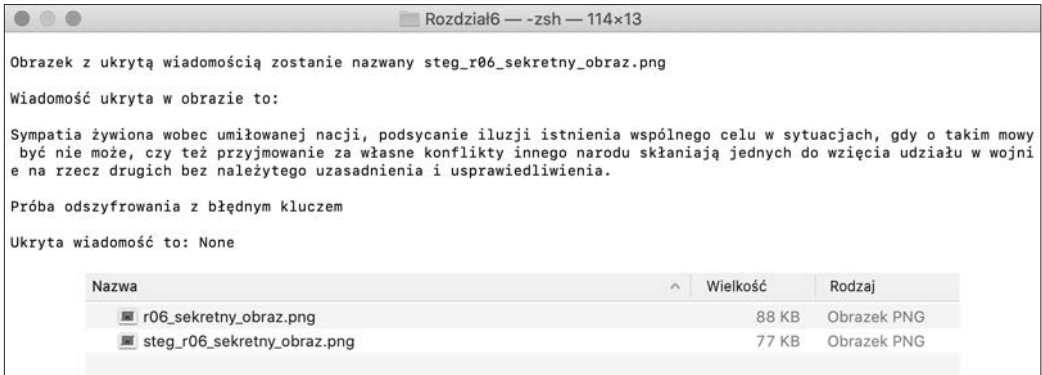 Rozdział6 — -zsh — 114×13
Obrazek z ukrytą wiadomością zostanie nazwany steg_r06_sekretny_obraz.png
Wiadomość ukryta w obrazie to:
Sympatia żywiona wobec umiłowanej nacji, podsycanie iluzji istnienia wspólnego celu w sytuacjach, gdy o takim mowy
być nie może, czy też przyjmowanie za własne konflikty innego narodu skłaniają jednych do wzięcia udziału w wojni
e na rzecz drugich bez należytego uzasadnienia i usprawiedliwienia.
Próba odszyfrowania z błędnym kluczem
Ukryta wiadomość to: None
Nazwa Wielkość Rodzaj
r06_sekretny_obraz.png 88 KB Obrazek PNG
steg_r06_sekretny_obraz.png 77 KB Obrazek PNG